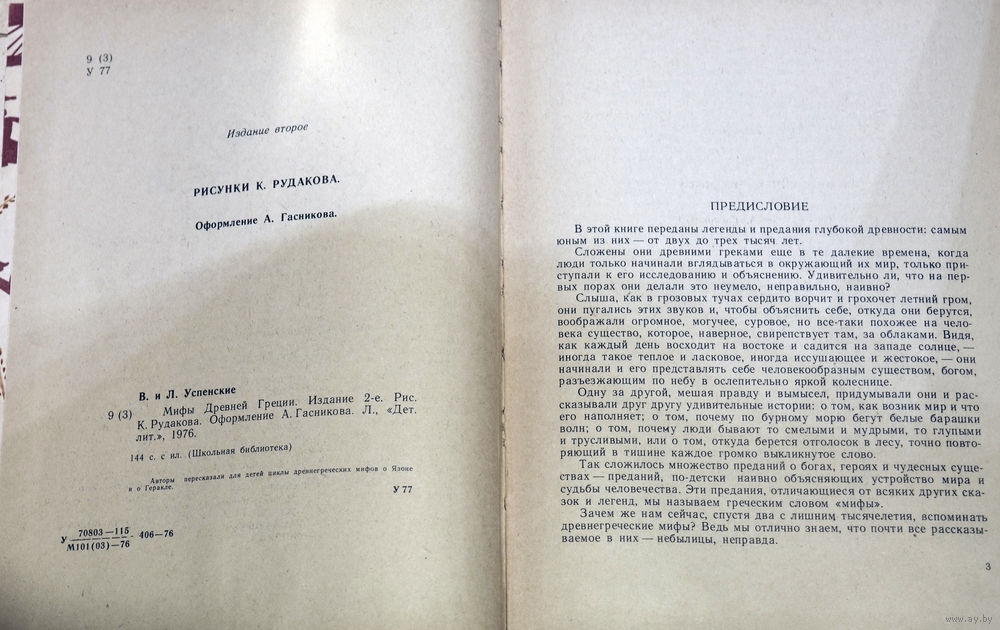 9 (3)
У 77
Издание второе
РИСУНКИ К. РУДАКОВА.
Оформление А. Гасникова.
В. и Л. Успенские
9 (3) Мифы Древней Греции. Издание 2-е. Рис.
К. Рудакова. Оформление А. Гасникова. Л., «Дет.
лит.», 1976.
144 с. с ил. (Школьная библиотека)
Авторы пересказали для детей циклы древнегреческих мифов о Язоне
и о Геракле.
У 77
У 70803—115 406—76
М101(03)—76
ПРЕДИСЛОВИЕ
В этой книге переданы легенды и предания глубокой древности: самым
юным из них — от двух до трех тысяч лет.
Сложены они древними греками еще в те далекие времена, когда
люди только начинали вглядываться в окружающий их мир, только при-
ступали к его исследованию и объяснению. Удивительно ли, что на пер-
вых порах они делали это неумело, неправильно, наивно?
Слыша, как в грозовых тучах сердито ворчит и грохочет летний гром,
они пугались этих звуков и, чтобы объяснить себе, откуда они берутся,
воображали огромное, могучее, суровое, но все-таки похожее на чело-
века существо, которое, наверное, свирепствует там, за облаками. Видя,
как каждый день восходит на востоке и садится на западе солнце, —
иногда такое теплое и ласковое, иногда иссушающее и жестокое, — они
начинали и его представлять себе человекообразным существом, богом,
разъезжающим по небу в ослепительно яркой колеснице.
Одну за другой, мешая правду и вымысел, придумывали они и рас-
сказывали друг другу удивительные истории: о том, как возник мир и что
его наполняет; о том, почему по бурному морю бегут белые барашки
волн; о том, почему люди бывают то смелыми и мудрыми, то глупыми
и трусливыми, или о том, откуда берется отголосок в лесу, точно повто-
ряющий в тишине каждое громко выкликнутое слово.
Так сложилось множество преданий о богах, героях и чудесных суще-
ствах — преданий, по-детски наивно объясняющих устройство мира и
судьбы человечества. Эти предания, отличающиеся от всяких других ска-
зок и легенд, мы называем греческим словом «мифы».
Зачем же нам сейчас, спустя два с лишним тысячелетия, вспоминать
древнегреческие мифы? Ведь мы отлично знаем, что почти все рассказы-
ваемое в них — небылицы, неправда.
3
www.ay.by